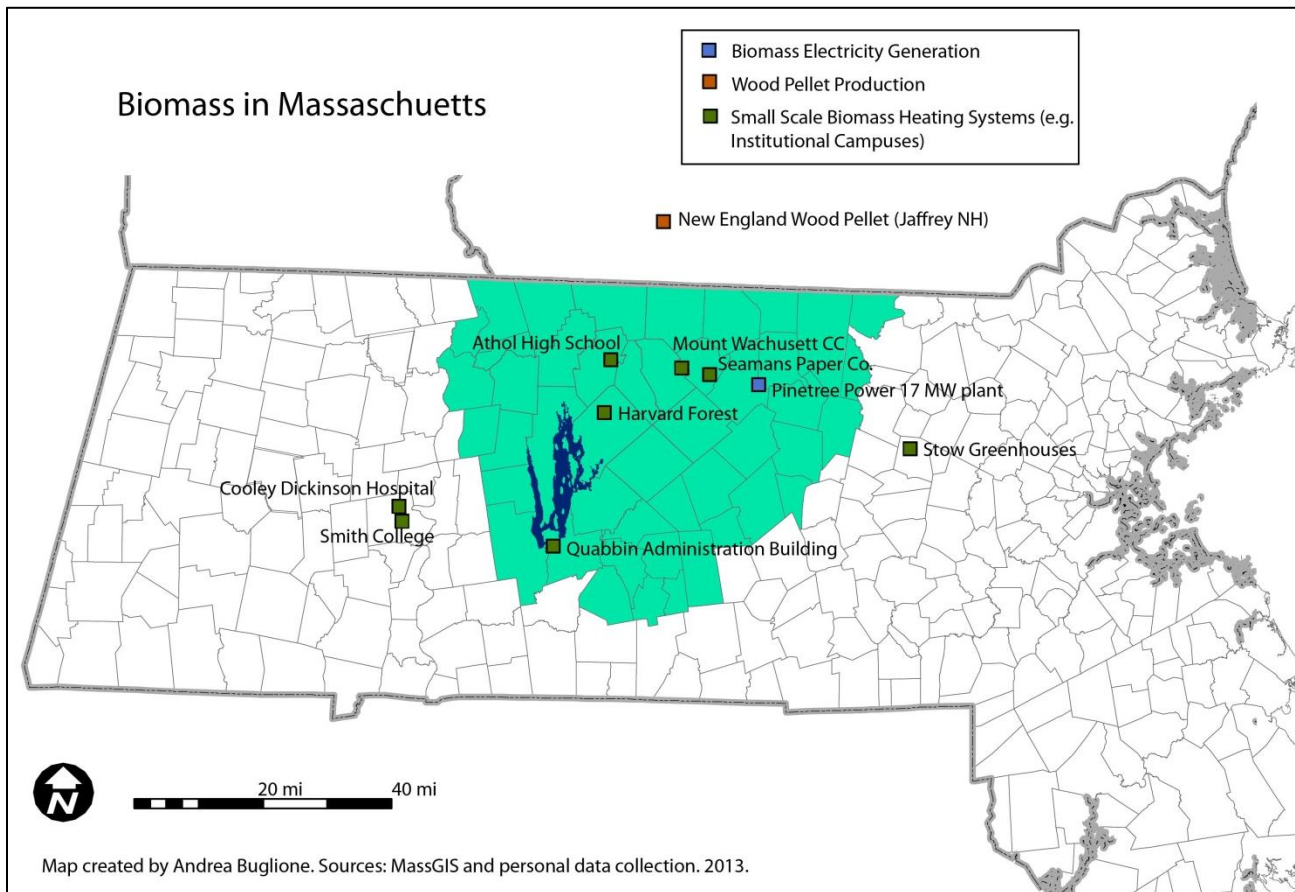 Biomass Electricity Generation
Wood Pellet Production
Small Scale Biomass Heating Systems (e.g.
Institutional Campuses)
Biomass in Massaschuetts
New England Wood Pellet (Jaffrey NH)
Athol High School
Mount Wachusett CC
Seamans Paper Co.
Pinetree Power 17 MW plant
Harvard Forest
Stow Greenhouses
Cooley Dickinson Hospital
Smith College
Quabbin Administration Building
N
20 mi
40 mi
Map created by Andrea Buglione. Sources: MassGIS and personal data collection. 2013.